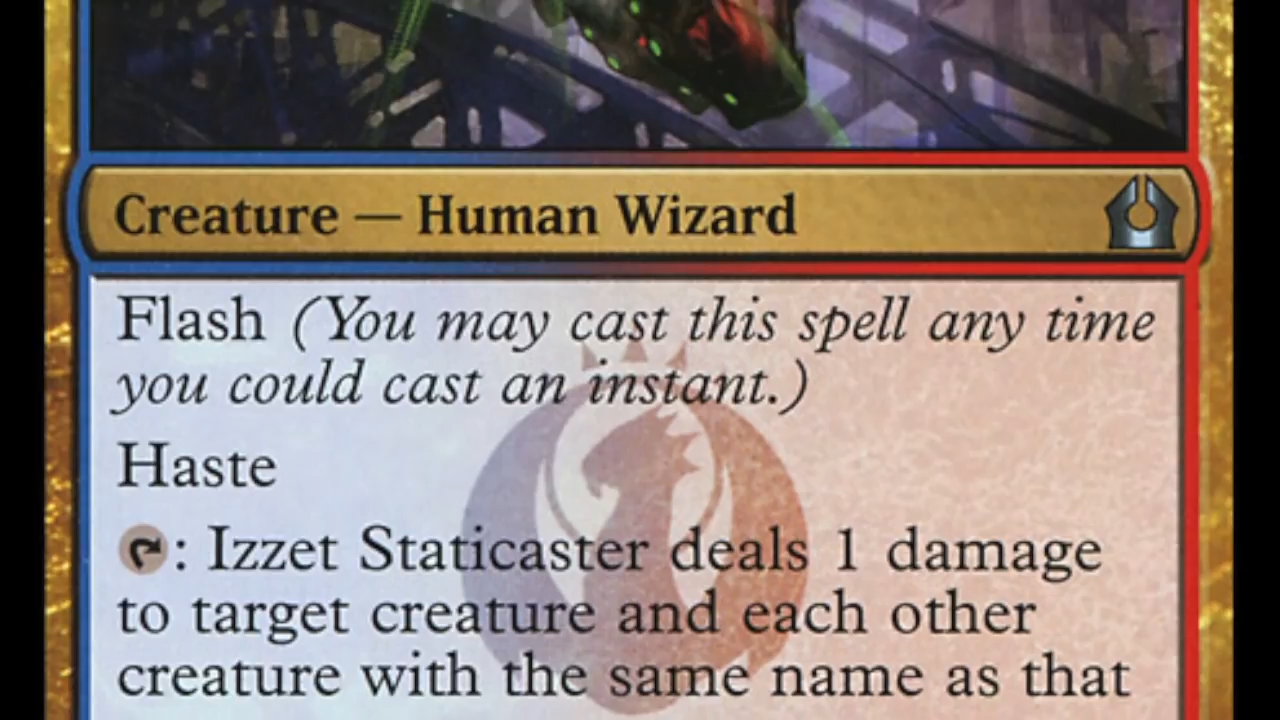 Creature — Human Wizard
Flash (You may cast this spell any time
you could cast an instant.)
Haste
: Izzet Staticaster deals 1 damage
to target creature and each other
creature with the same name as that